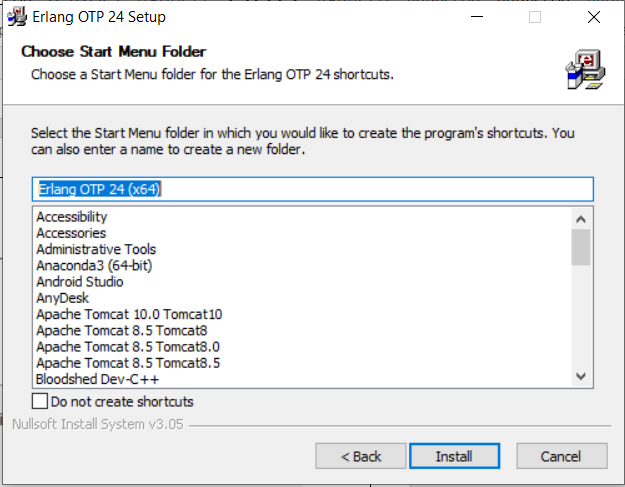 Erlang OTP 24 Setup
Choose Start Menu Folder
Choose a Start Menu folder for the Erlang OTP 24 shortcuts.
Select the Start Menu folder in which you would like to create the program's shortcuts. You
can also enter a name to create a new folder.
Erlang OTP 24 (x64)
Accessibility
Accessories
Administrative Tools
Anaconda3 (64-bit)
Android Studio
AnyDesk
Apache Tomcat 10.0 Tomcat10
Apache Tomcat 8.5 Tomcat8
Apache Tomcat 8.5 Tomcat8.0
Apache Tomcat 8.5 Tomcat8.5
Bloodshed Dev-C++
Do not create shortcuts
Nullsoft Install System v3.05
< Back
Install
Cancel